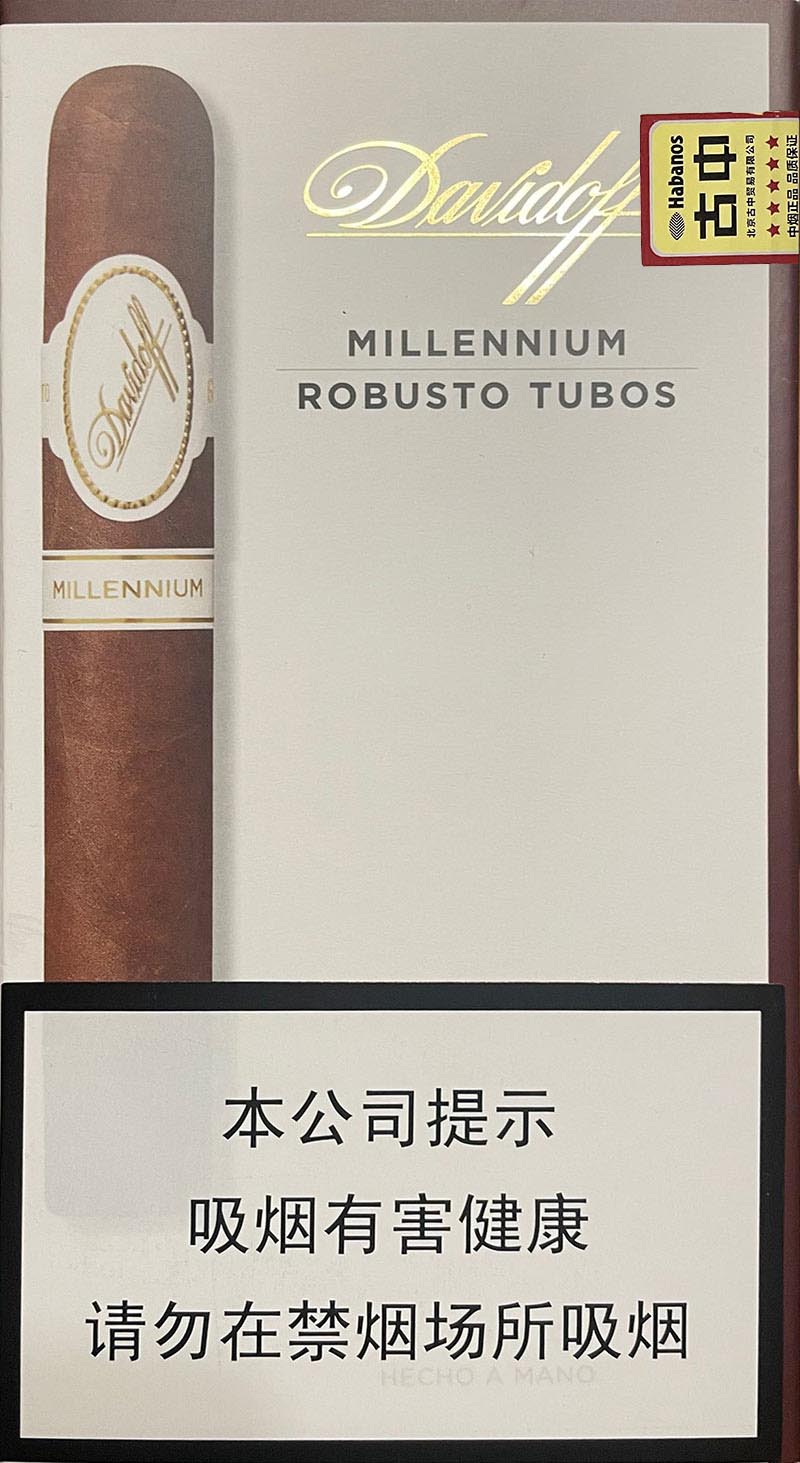 Davidoff
MILLENNIUM
ROBUSTO TUBOS
Habanos
古中
北京古中贸易有限公司
★★★★★★
中烟正品 品质保证
Davidoff
MILLENNIUM
本公司提示
吸烟有害健康
请勿在禁烟场所吸烟
HECHO A MANO